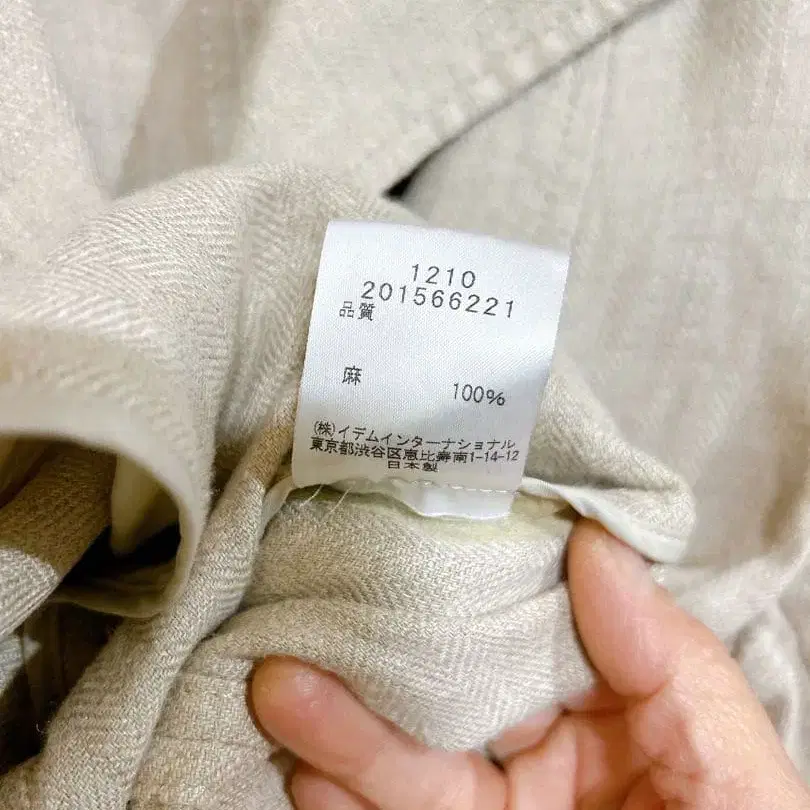 1210
201566221
品質
麻 100%
(株)イデムインターナショナル
東京都渋谷区恵比寿南1-14-12
日本製